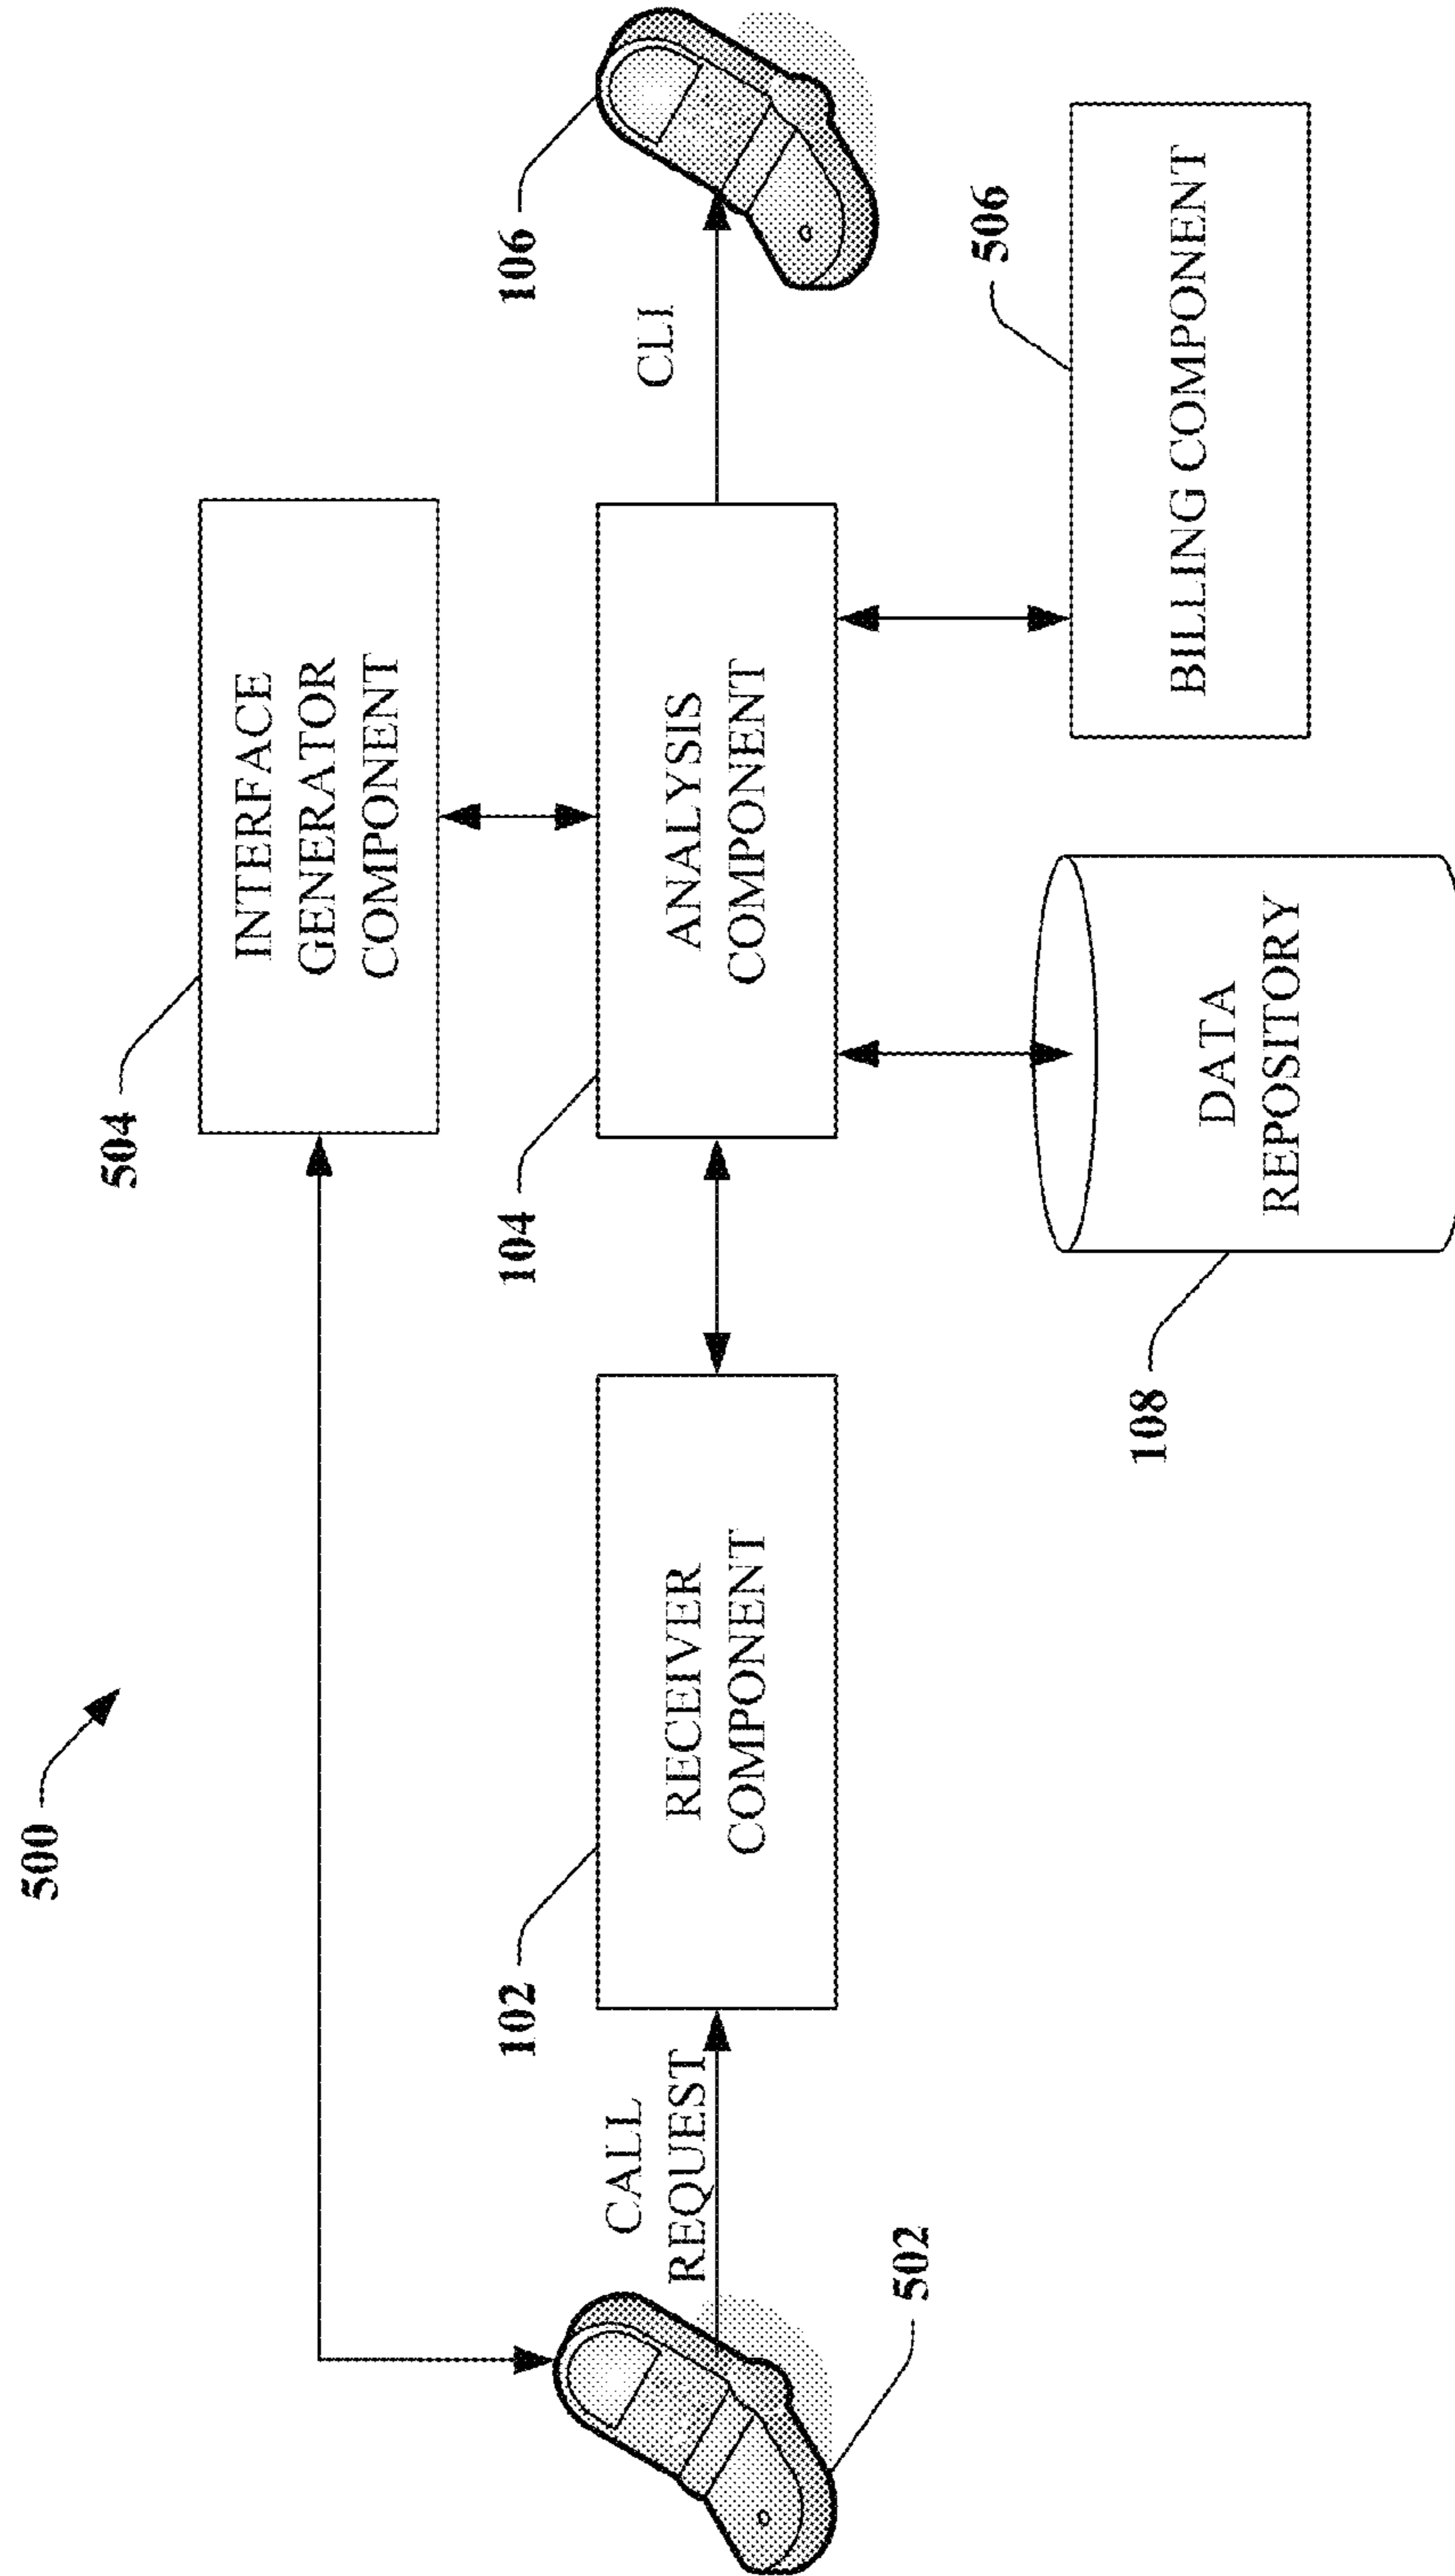 500
504
INTERFACE
GENERATOR
COMPONENT
CALL
REQUEST
102
RECEIVER
COMPONENT
104
ANALYSIS
COMPONENT
CLI
106
502
108
DATA
REPOSITORY
506
BILLING COMPONENT